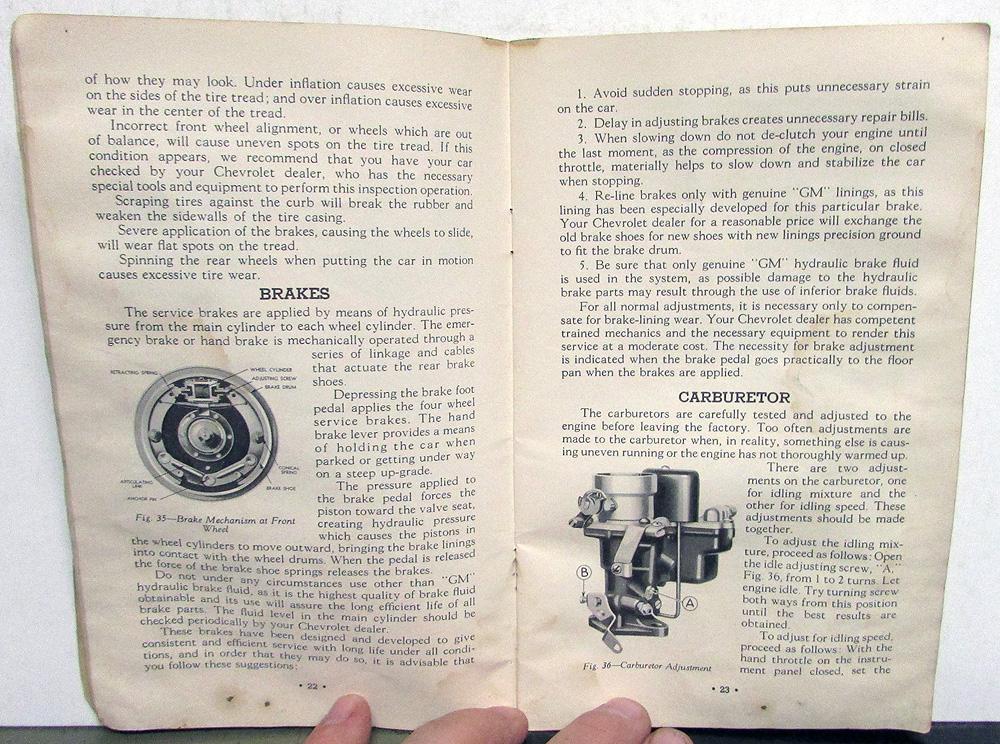 of how they may look. Under inflation causes excessive wear
on the sides of the tire tread; and over inflation causes excessive
wear in the center of the tread.
Incorrect front wheel alignment, or wheels which are out
of balance, will cause uneven spots on the tire tread. If this
condition appears, we recommend that you have your car
checked by your Chevrolet dealer, who has the necessary
special tools and equipment to perform this inspection operation.
Scraping tires against the curb will break the rubber and
weaken the sidewalls of the tire casing.
Severe application of the brakes, causing the wheels to slide,
will wear flat spots on the tread.
Spinning the rear wheels when putting the car in motion
causes excessive tire wear.
BRAKES
The service brakes are applied by means of hydraulic pres-
sure from the main cylinder to each wheel cylinder. The emer-
gency brake or hand brake is mechanically operated through a
series of linkage and cables
that actuate the rear brake
shoes.
Depressing the brake foot
pedal applies the four wheel
service brakes. The hand
brake lever provides a means
of holding the car when
parked or getting under way
on a steep up-grade.
The pressure applied to
the brake pedal forces the
piston toward the valve seat,
creating hydraulic pressure
which causes the pistons in
RETRACTING SPRING
WHEEL CYLINDER
ADJUSTING SCREW
BRAKE DRUM
CONICAL
SPRING
BRAKE SHOE
ARTICULATING
LINK
ANCHOR PIN
Fig. 35—Brake Mechanism at Front
Wheel
the wheel cylinders to move outward, bringing the brake linings
into contact with the wheel drums. When the pedal is released
the force of the brake shoe springs releases the brakes.
Do not under any circumstances use other than "GM"
hydraulic brake fluid, as it is the highest quality of brake fluid
obtainable and its use will assure the long efficient life of all
brake parts. The fluid level in the main cylinder should be
checked periodically by your Chevrolet dealer.
These brakes have been designed and developed to give
consistent and efficient service with long life under all condi-
tions, and in order that they may do so, it is advisable that
you follow these suggestions:
• 22 •
1. Avoid sudden stopping, as this puts unnecessary strain
on the car.
2. Delay in adjusting brakes creates unnecessary repair bills.
3. When slowing down do not de-clutch your engine until
the last moment, as the compression of the engine, on closed
throttle, materially helps to slow down and stabilize the car
when stopping.
4. Re-line brakes only with genuine "GM" linings, as this
lining has been especially developed for this particular brake.
Your Chevrolet dealer for a reasonable price will exchange the
old brake shoes for new shoes with new linings precision ground
to fit the brake drum.
5. Be sure that only genuine "GM" hydraulic brake fluid
is used in the system, as possible damage to the hydraulic
brake parts may result through the use of inferior brake fluids.
For all normal adjustments, it is necessary only to compen-
sate for brake-lining wear. Your Chevrolet dealer has competent
trained mechanics and the necessary equipment to render this
service at a moderate cost. The necessity for brake adjustment
is indicated when the brake pedal goes practically to the floor
pan when the brakes are applied.
CARBURETOR
The carburetors are carefully tested and adjusted to the
engine before leaving the factory. Too often adjustments are
made to the carburetor when, in reality, something else is caus-
ing uneven running or the engine has not thoroughly warmed up.
There are two adjust-
ments on the carburetor, one
for idling mixture and the
other for idling speed. These
adjustments should be made
together.
To adjust the idling mix-
ture, proceed as follows: Open
the idle adjusting screw, "A,"
Fig. 36, from 1 to 2 turns. Let
engine idle. Try turning screw
both ways from this position
until the best results are
obtained.
To adjust for idling speed,
proceed as follows: With the
hand throttle on the instru-
ment panel closed, set the
B
A
Fig. 36—Carburetor Adjustment
• 23 •